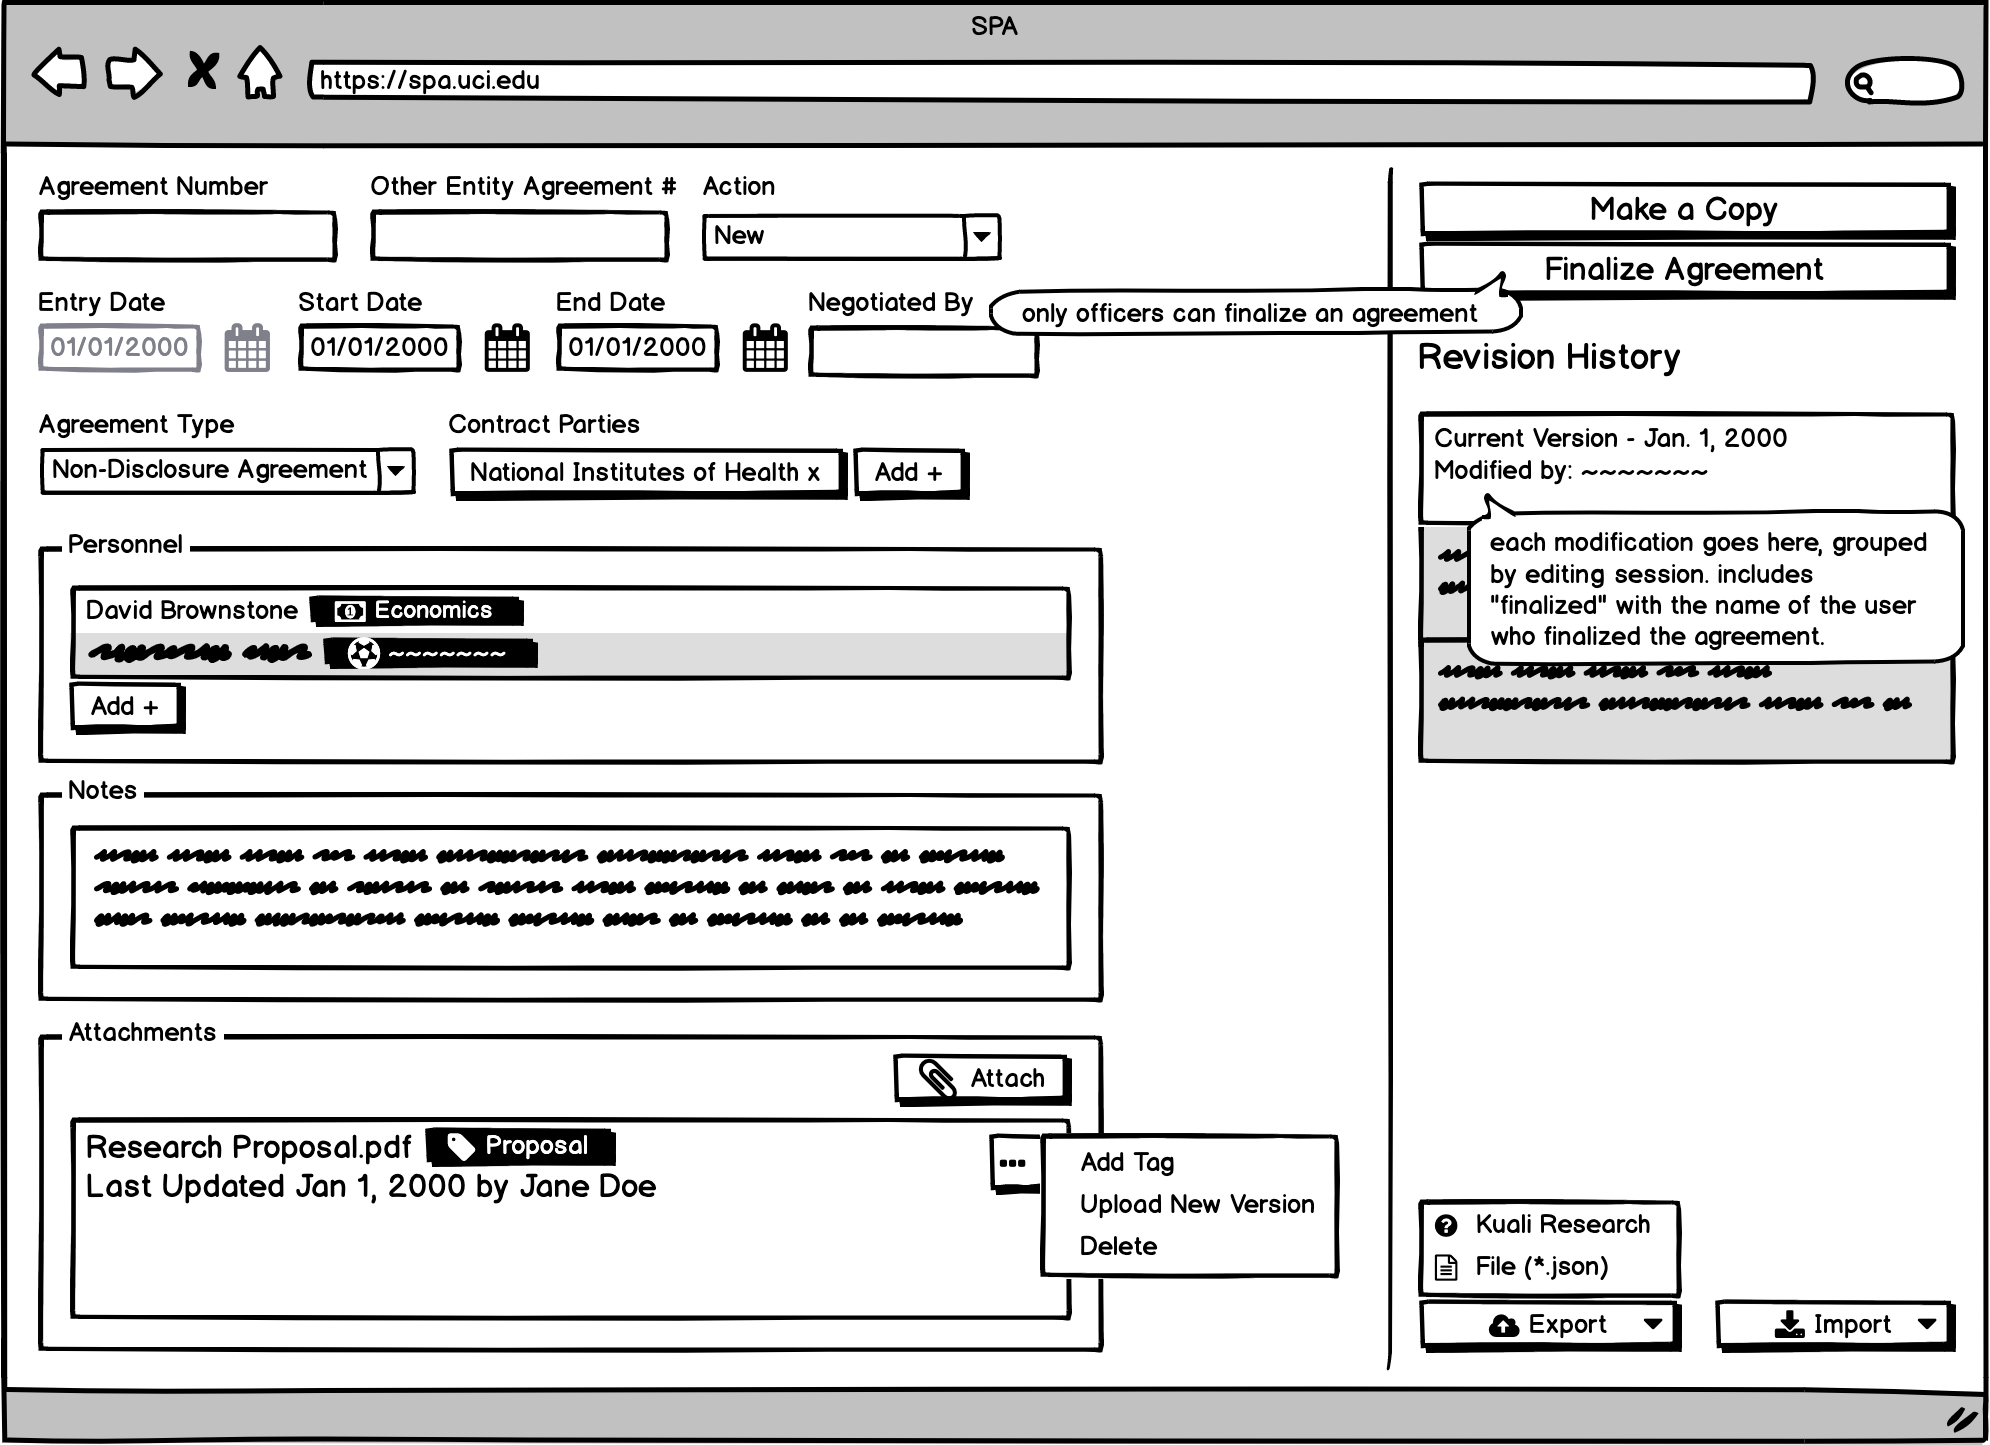 SPA
https://spa.uci.edu
Agreement Number
Other Entity Agreement #
Action
New
Entry Date
Start Date
End Date
Negotiated By
01/01/2000
01/01/2000
01/01/2000
Agreement Type
Contract Parties
Non-Disclosure Agreement
National Institutes of Health x
Add +
Personnel
David Brownstone
Economics
~~~~~~~
Add +
Notes
Attachments
Attach
Research Proposal.pdf
Proposal
Last Updated Jan 1, 2000 by Jane Doe
...
Add Tag
Upload New Version
Delete
Make a Copy
Finalize Agreement
only officers can finalize an agreement
Revision History
Current Version - Jan. 1, 2000
Modified by: ~~~~~~~
each modification goes here, grouped
by editing session. includes
"finalized" with the name of the user
who finalized the agreement.
Kuali Research
File (*.json)
Export
Import